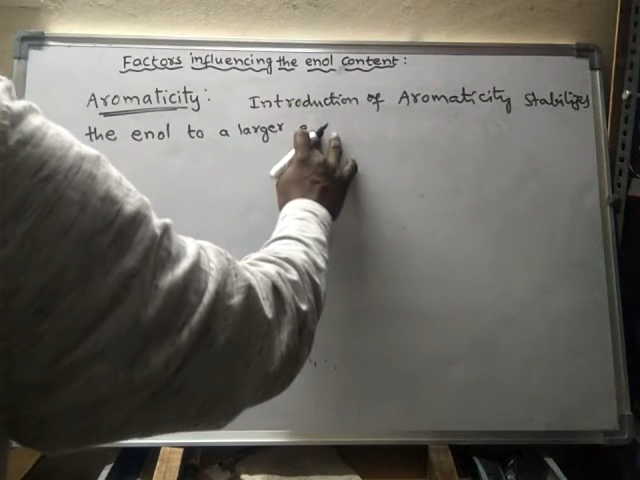 Factors influencing the enol content:
Aromaticity: Introduction of Aromaticity stabilizes
the enol to a larger e